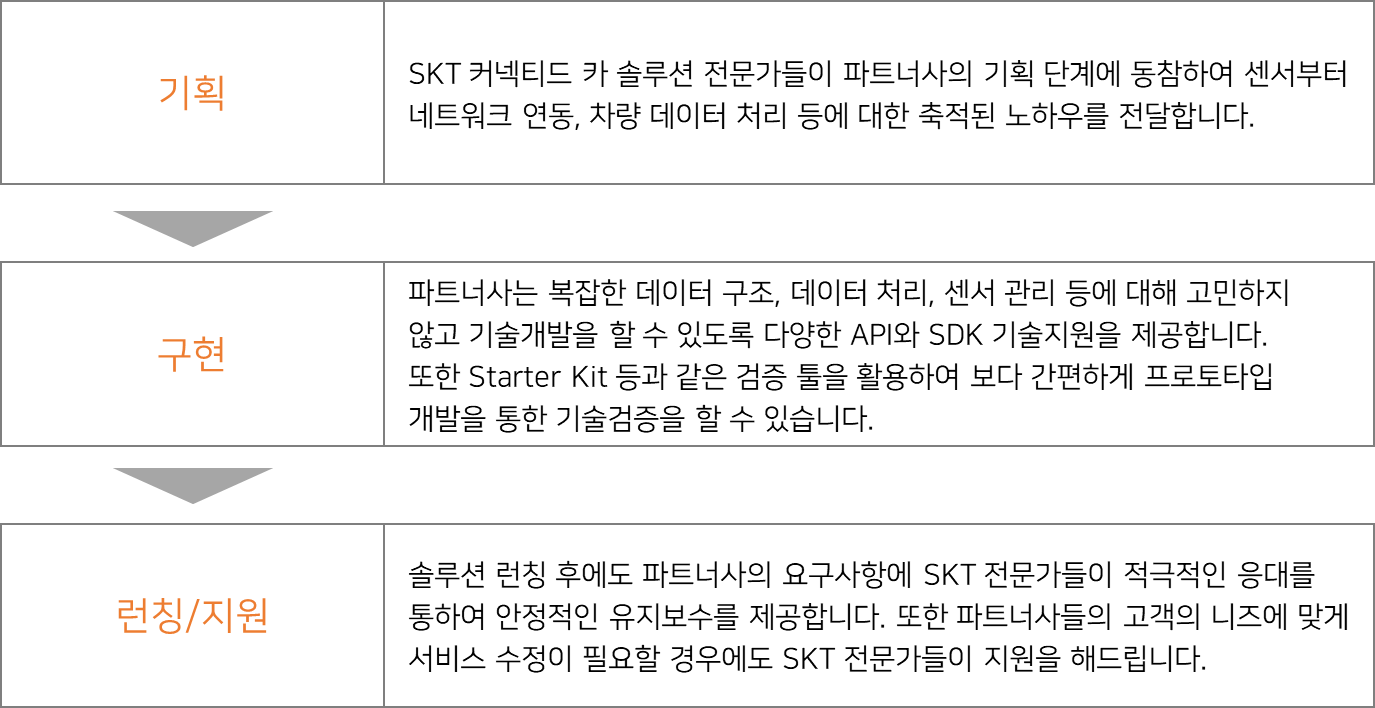 기획
SKT 커넥티드 카 솔루션 전문가들이 파트너사의 기획 단계에 동참하여 센서부터
네트워크 연동, 차량 데이터 처리 등에 대한 축적된 노하우를 전달합니다.
구현
파트너사는 복잡한 데이터 구조, 데이터 처리, 센서 관리 등에 대해 고민하지
않고 기술개발을 할 수 있도록 다양한 API와 SDK 기술지원을 제공합니다.
또한 Starter Kit 등과 같은 검증 툴을 활용하여 보다 간편하게 프로토타입
개발을 통한 기술검증을 할 수 있습니다.
런칭/지원
솔루션 런칭 후에도 파트너사의 요구사항에 SKT 전문가들이 적극적인 응대를
통하여 안정적인 유지보수를 제공합니다. 또한 파트너사들의 고객의 니즈에 맞게
서비스 수정이 필요할 경우에도 SKT 전문가들이 지원을 해드립니다.